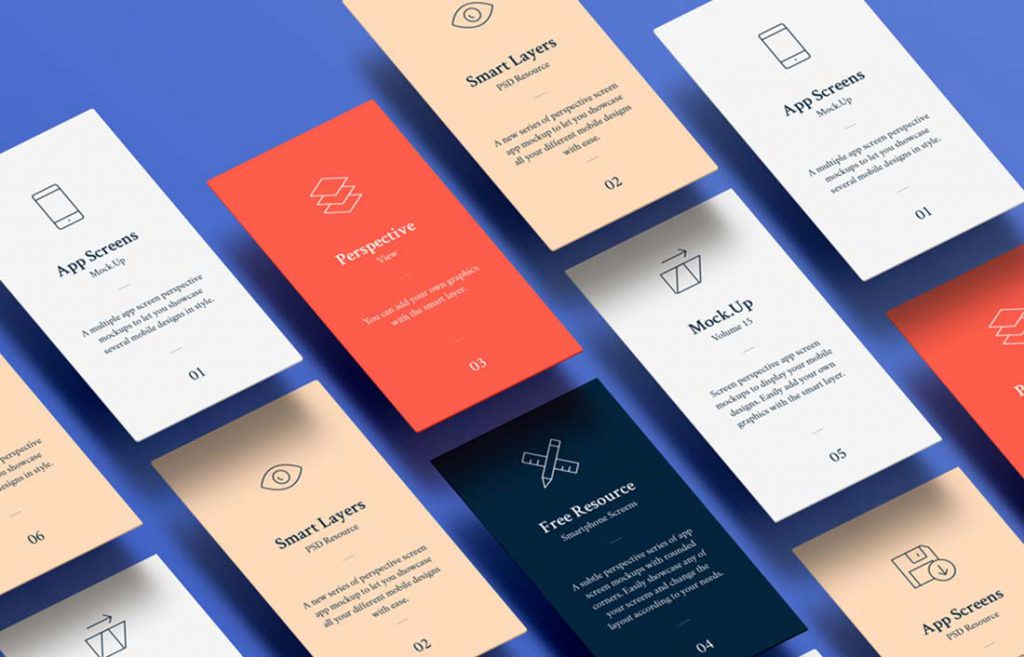 Smart Layers
PSD Resource
A new series of perspective screen
app mockup to let you showcase
all your different mobile designs
with ease.
02
App Screens
Mock.Up
A multiple app screen perspective
mockups to let you showcase
several mobile designs in style.
01
App Screens
Mock.Up
A multiple app screen perspective
mockups to let you showcase
several mobile designs in style.
01
Perspective
View
You can add your own graphics
with the smart layer.
03
Mock.Up
Volume 15
Screen perspective app screen
mockups to display your mobile
designs. Easily add your own
graphics with the smart layer.
05
perspective
you showcase
designs in style.
06
Smart Layers
PSD Resource
A new series of perspective screen
app mockup to let you showcase
all your different mobile designs
with ease.
02
Free Resource
Smartphone Screens
A subtle perspective series of app
screen mockups with rounded
corners. Easily showcase any of
your screens and change the
layout according to your needs.
04
App Screens
PSD Resource